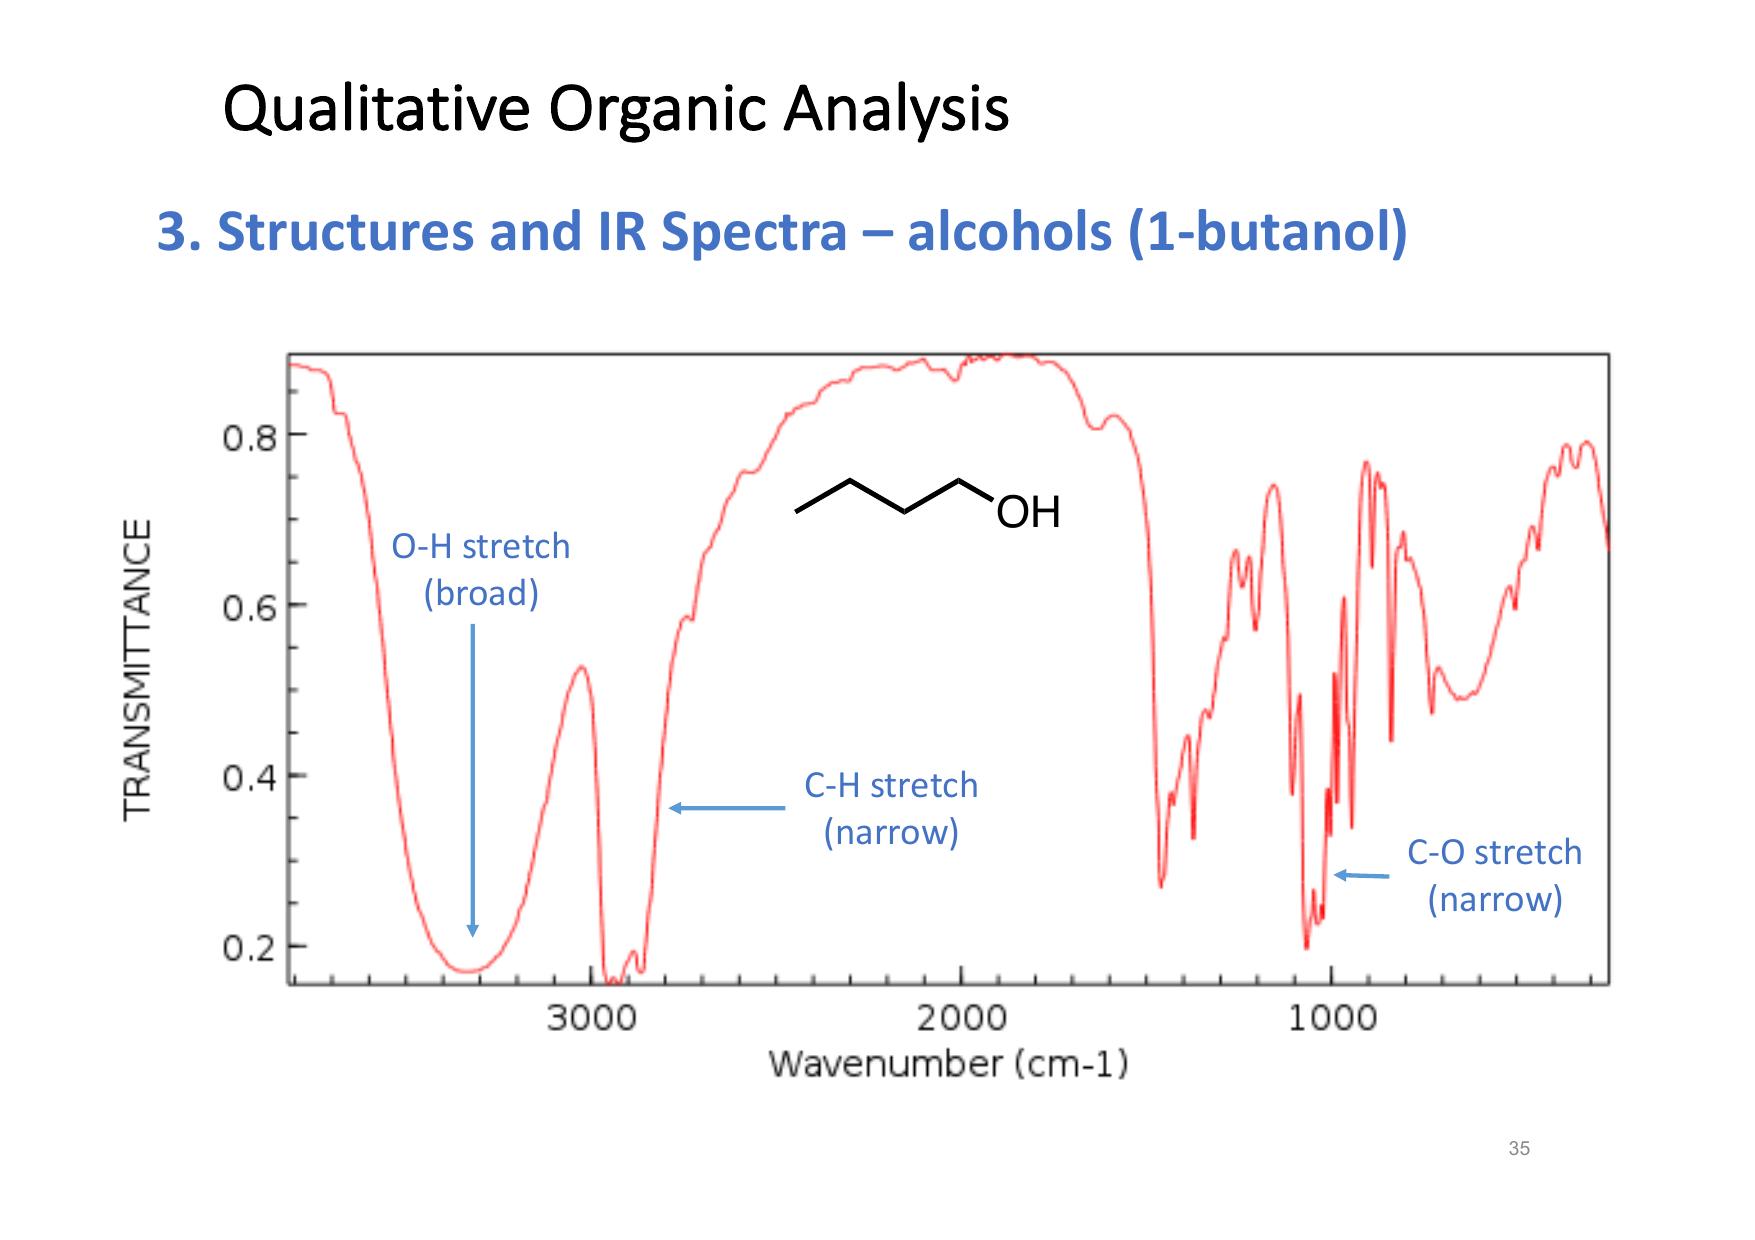 Qualitative Organic Analysis
3. Structures and IR Spectra – alcohols (1-butanol)
TRANSMITTANCE
0.8
0.6
0.4
0.2
O-H stretch
(broad)
OH
C-H stretch
(narrow)
C-O stretch
(narrow)
3000
2000
1000
Wavenumber (cm-1)
35